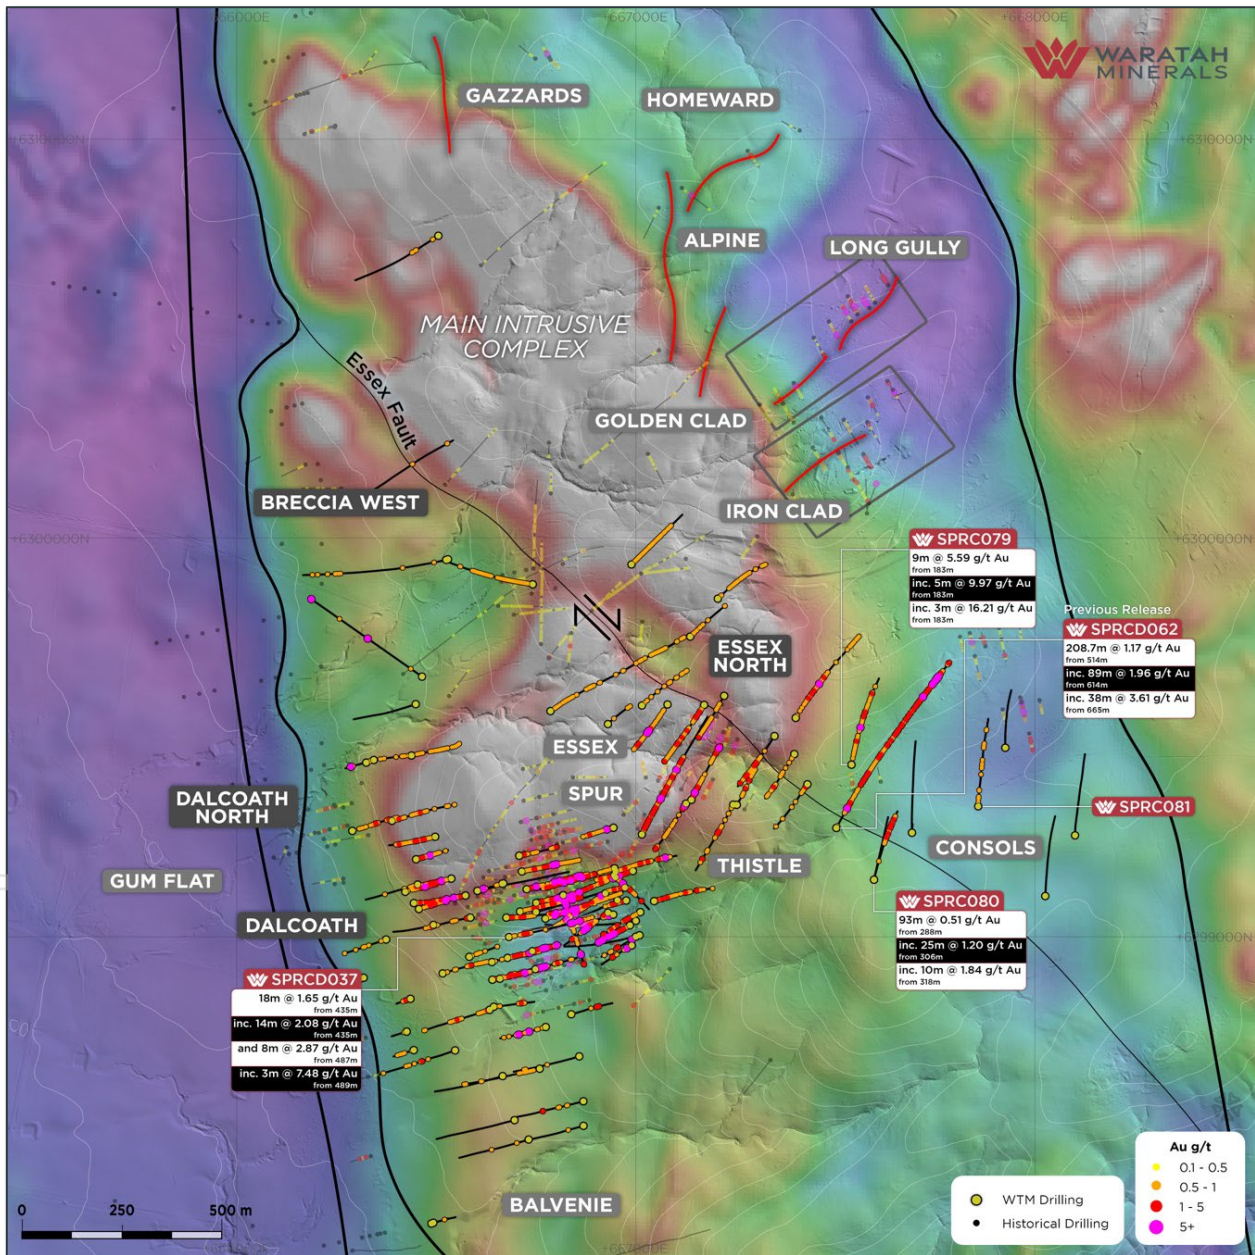 666000E
+667000E
+668000E
WARATAH
MINERALS
GAZZARDS
HOMEWARD
+6310000N
+6310000N
ALPINE
LONG GULLY
MAIN INTRUSIVE
COMPLEX
Essex Fault
GOLDEN CLAD
BRECCIA WEST
IRON CLAD
+6300000N
+6300000N
SPRC079
9m @ 5.59 g/t Au
from 183m
inc. 5m @ 9.97 g/t Au
from 183m
inc. 3m @ 16.21 g/t Au
from 183m
Previous Release
SPRCD062
208.7m @ 1.17 g/t Au
from 514m
inc. 89m @ 1.96 g/t Au
from 614m
inc. 38m @ 3.61 g/t Au
from 665m
ESSEX
NORTH
ESSEX
SPUR
DALCOATH
NORTH
SPRC081
CONSOLS
THISTLE
GUM FLAT
DALCOATH
SPRC080
93m @ 0.51 g/t Au
from 288m
inc. 25m @ 1.20 g/t Au
from 306m
inc. 10m @ 1.84 g/t Au
from 318m
SPRCD037
18m @ 1.65 g/t Au
from 435m
inc. 14m @ 2.08 g/t Au
from 435m
and 8m @ 2.87 g/t Au
from 487m
inc. 3m @ 7.48 g/t Au
from 489m
BALVENIE
0 250 500 m
WTM Drilling
Historical Drilling
Au g/t
0.1 - 0.5
0.5 - 1
1 - 5
5+